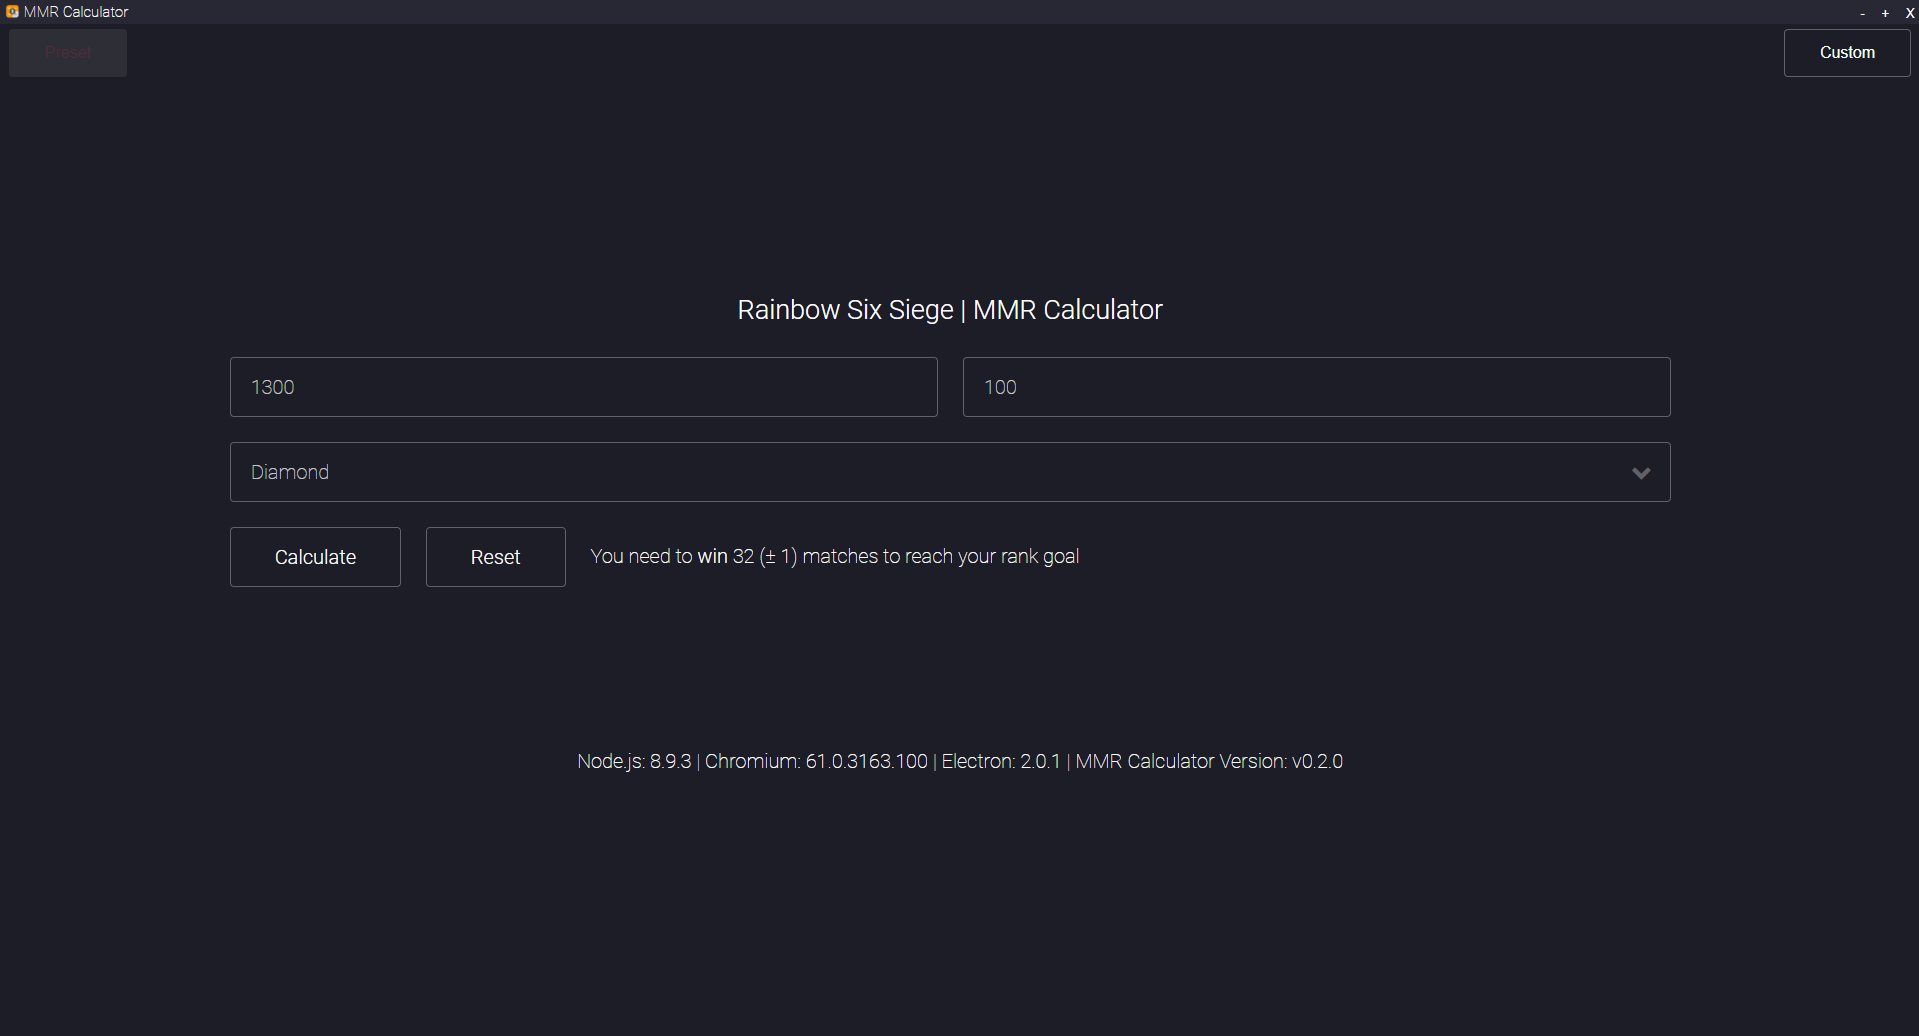 MMR Calculator
- + X
Preset
Custom
Rainbow Six Siege | MMR Calculator
1300
100
Diamond
Calculate
Reset
You need to win 32 (± 1) matches to reach your rank goal
Node.js: 8.9.3 | Chromium: 61.0.3163.100 | Electron: 2.0.1 | MMR Calculator Version: v0.2.0